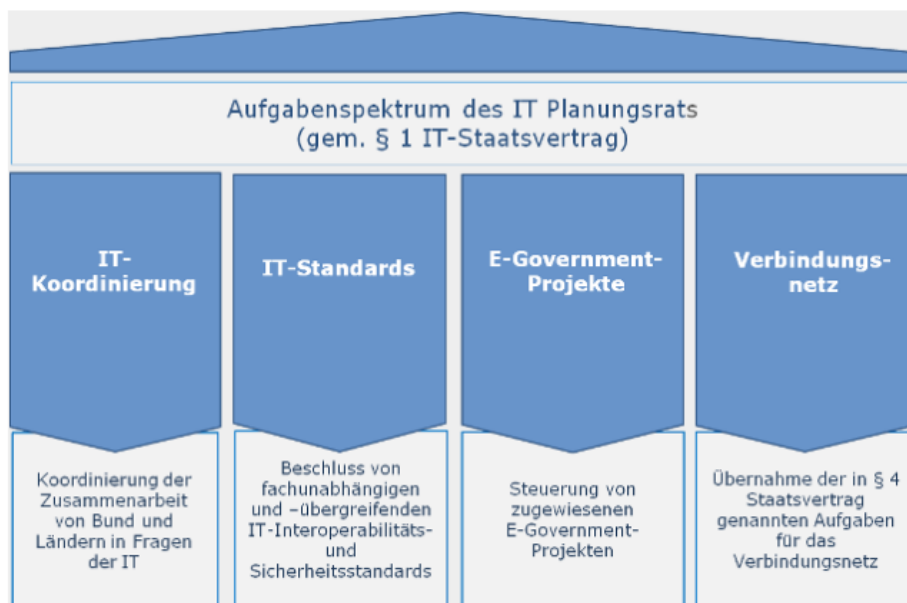 Aufgabenspektrum des IT Planungsrats
(gem. § 1 IT-Staatsvertrag)
IT-
Koordinierung
IT-Standards
E-Government-
Projekte
Verbindungs-
netz
Koordinierung der
Zusammenarbeit
von Bund und
Ländern in Fragen
der IT
Beschluss von
fachunabhängigen
und –übergreifenden
IT-Interoperabilitäts-
und
Sicherheitsstandards
Steuerung von
zugewiesenen
E-Government-
Projekten
Übernahme der in § 4
Staatsvertrag
genannten Aufgaben
für das
Verbindungsnetz